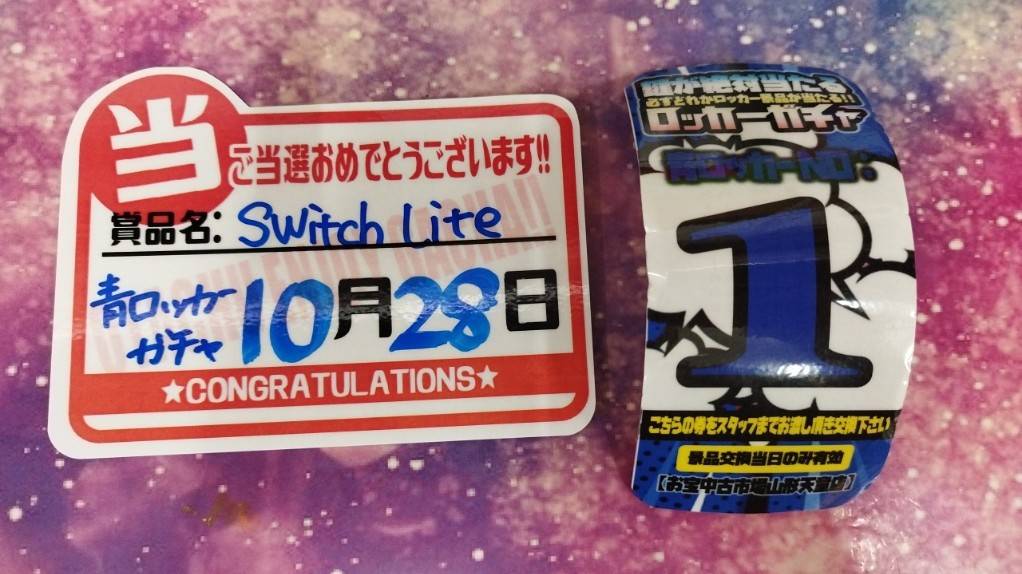 当
ご当選おめでとうございます!!
賞品名: Switch Lite
青ロッカー
ガチャ
10月28日
★CONGRATULATIONS★
絶対当たる
必ずどれかロッカー景品が当たる!!
ロッカーガチャ
青ロッカーNO:
1
こちらの券をスタッフまでお渡し頂き交換下さい
景品交換当日のみ有効
【お宝中古市場山形天童店】